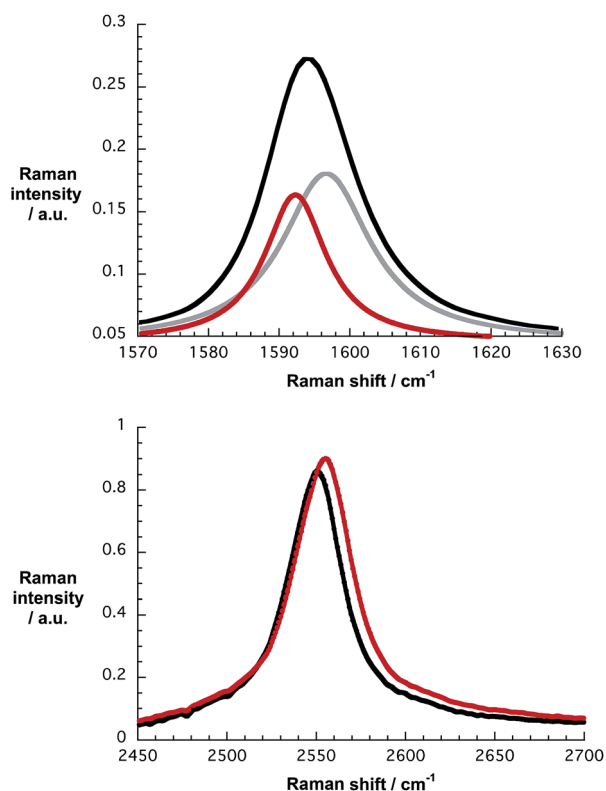 0.3
0.25
0.2
0.15
0.1
0.05
Raman
intensity
/ a.u.
1570 1580 1590 1600 1610 1620 1630
Raman shift / cm-1
1
0.8
0.6
0.4
0.2
0
Raman
intensity
/ a.u.
2450 2500 2550 2600 2650 2700
Raman shift / cm-1